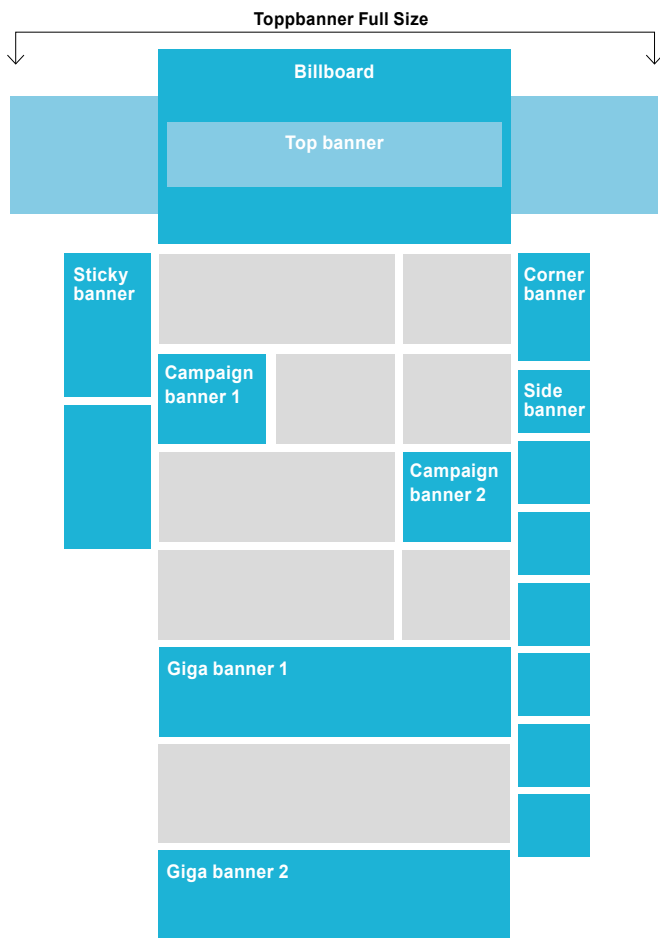 Toppbanner Full Size
Billboard
Top banner
Sticky
banner
Corner
banner
Campaign
banner 1
Side
banner
Campaign
banner 2
Giga banner 1
Giga banner 2